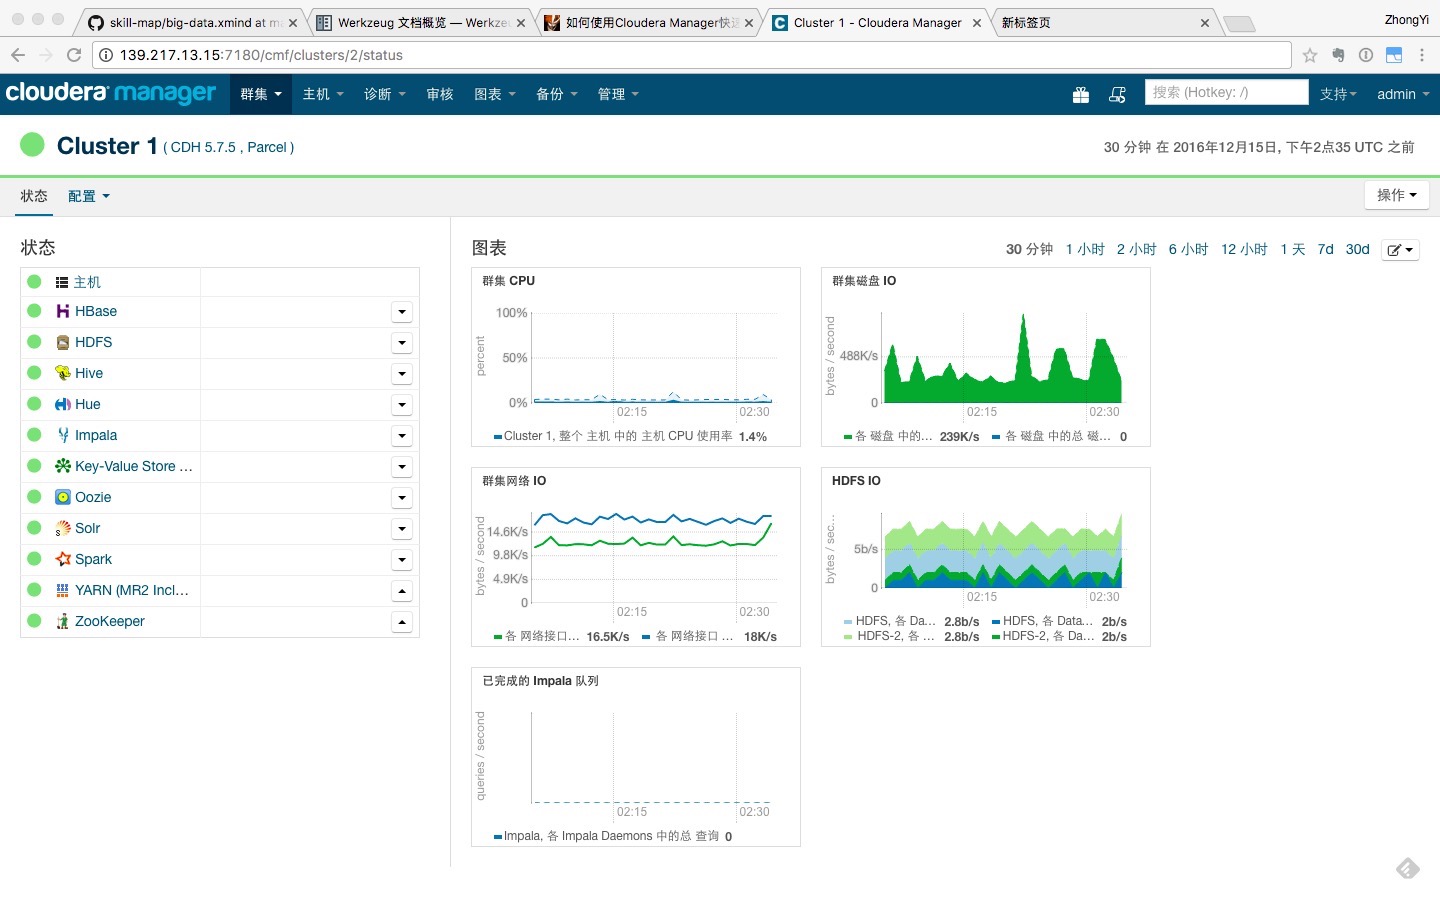 skill-map/big-data.xmind at ma
Werkzeug 文档概览 — Werkzeu
如何使用Cloudera Manager快速
Cluster 1 - Cloudera Manager
新标签页
ZhongYi
139.217.13.15:7180/cmf/clusters/2/status
cloudera manager 群集 主机 诊断 审核 图表 备份 管理 搜索 (Hotkey: /) 支持 admin
Cluster 1 ( CDH 5.7.5 , Parcel )
30 分钟 在 2016年12月15日, 下午2点35 UTC 之前
状态 配置 操作
状态
主机
HBase
HDFS
Hive
Hue
Impala
Key-Value Store ...
Oozie
Solr
Spark
YARN (MR2 Incl...
ZooKeeper
图表
30 分钟 1 小时 2 小时 6 小时 12 小时 1 天 7d 30d
群集 CPU
percent
100%
50%
0%
02:15 02:30
Cluster 1, 整个 主机 中的 主机 CPU 使用率 1.4%
群集磁盘 IO
bytes / second
488K/s
0
02:15 02:30
各 磁盘 中的... 239K/s 各 磁盘 中的总 磁... 0
群集网络 IO
bytes / second
14.6K/s
9.8K/s
4.9K/s
0
02:15 02:30
各 网络接口... 16.5K/s 各 网络接口 ... 18K/s
HDFS IO
bytes / sec...
5b/s
0
02:15 02:30
HDFS, 各 Da... 2.8b/s HDFS, 各 Data... 2b/s
HDFS-2, 各 ... 2.8b/s HDFS-2, 各 Da... 2b/s
已完成的 Impala 队列
queries / second
02:15 02:30
Impala, 各 Impala Daemons 中的总 查询 0